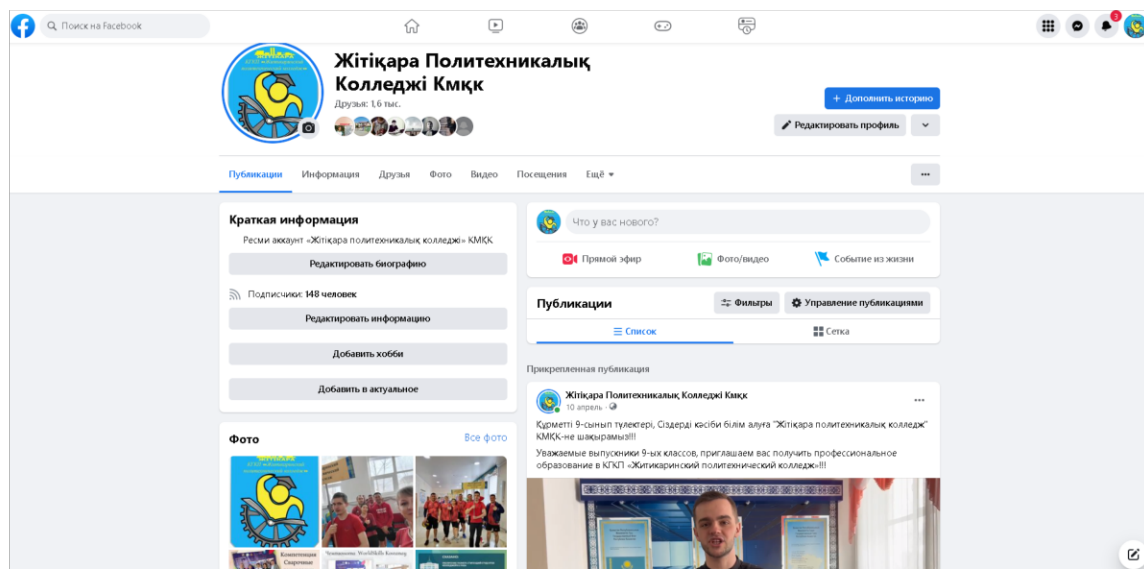 Поиск на Facebook
3
Жітіқара Политехникалық
Колледжі Кмқк
Друзья: 1,6 тыс.
+ Дополнить историю
Редактировать профиль
Публикации Информация Друзья Фото Видео Посещения Ещё
Краткая информация
Ресми аккаунт «Жітіқара политехникалық колледжі» КМҚК
Редактировать биографию
Подписчики: 148 человек
Редактировать информацию
Добавить хобби
Добавить в актуальное
Фото
Все фото
Компетенция
Сварочные
Что у вас нового?
Прямой эфир Фото/видео Событие из жизни
Публикации Фильтры Управление публикациями
Список Сетка
Прикрепленная публикация
Жітіқара Политехникалық Колледжі Кмқк
10 апрель ·
Құрметті 9-сынып түлектері, Сіздерді кәсіби білім алуға "Жітіқара политехникалық колледж"
КМҚК-не шақырамыз!!!
Уважаемые выпускники 9-ых классов, приглашаем вас получить профессиональное
образование в КГКП «Житикаринский политехнический колледж»!!!